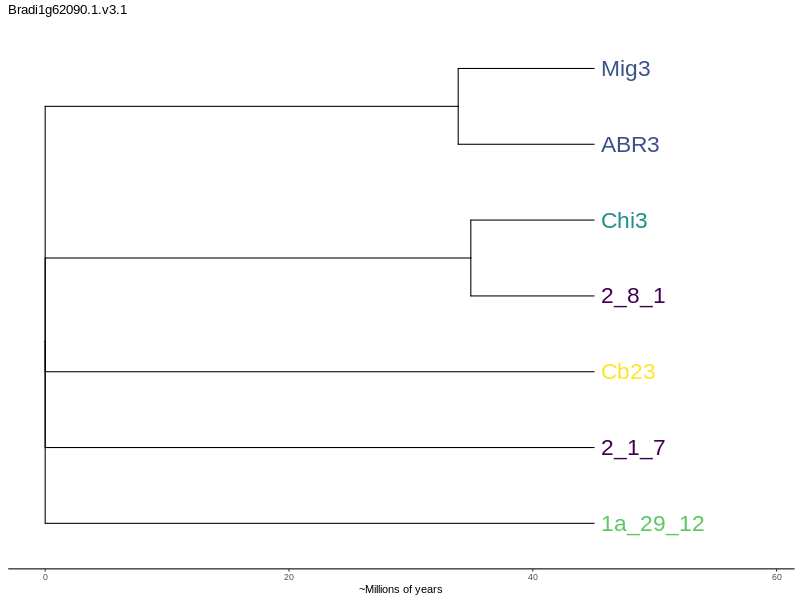 Bradi1g62090.1.v3.1
Mig3
ABR3
Chi3
2_8_1
Cb23
2_1_7
1a_29_12
0 20 40 60
~Millions of years